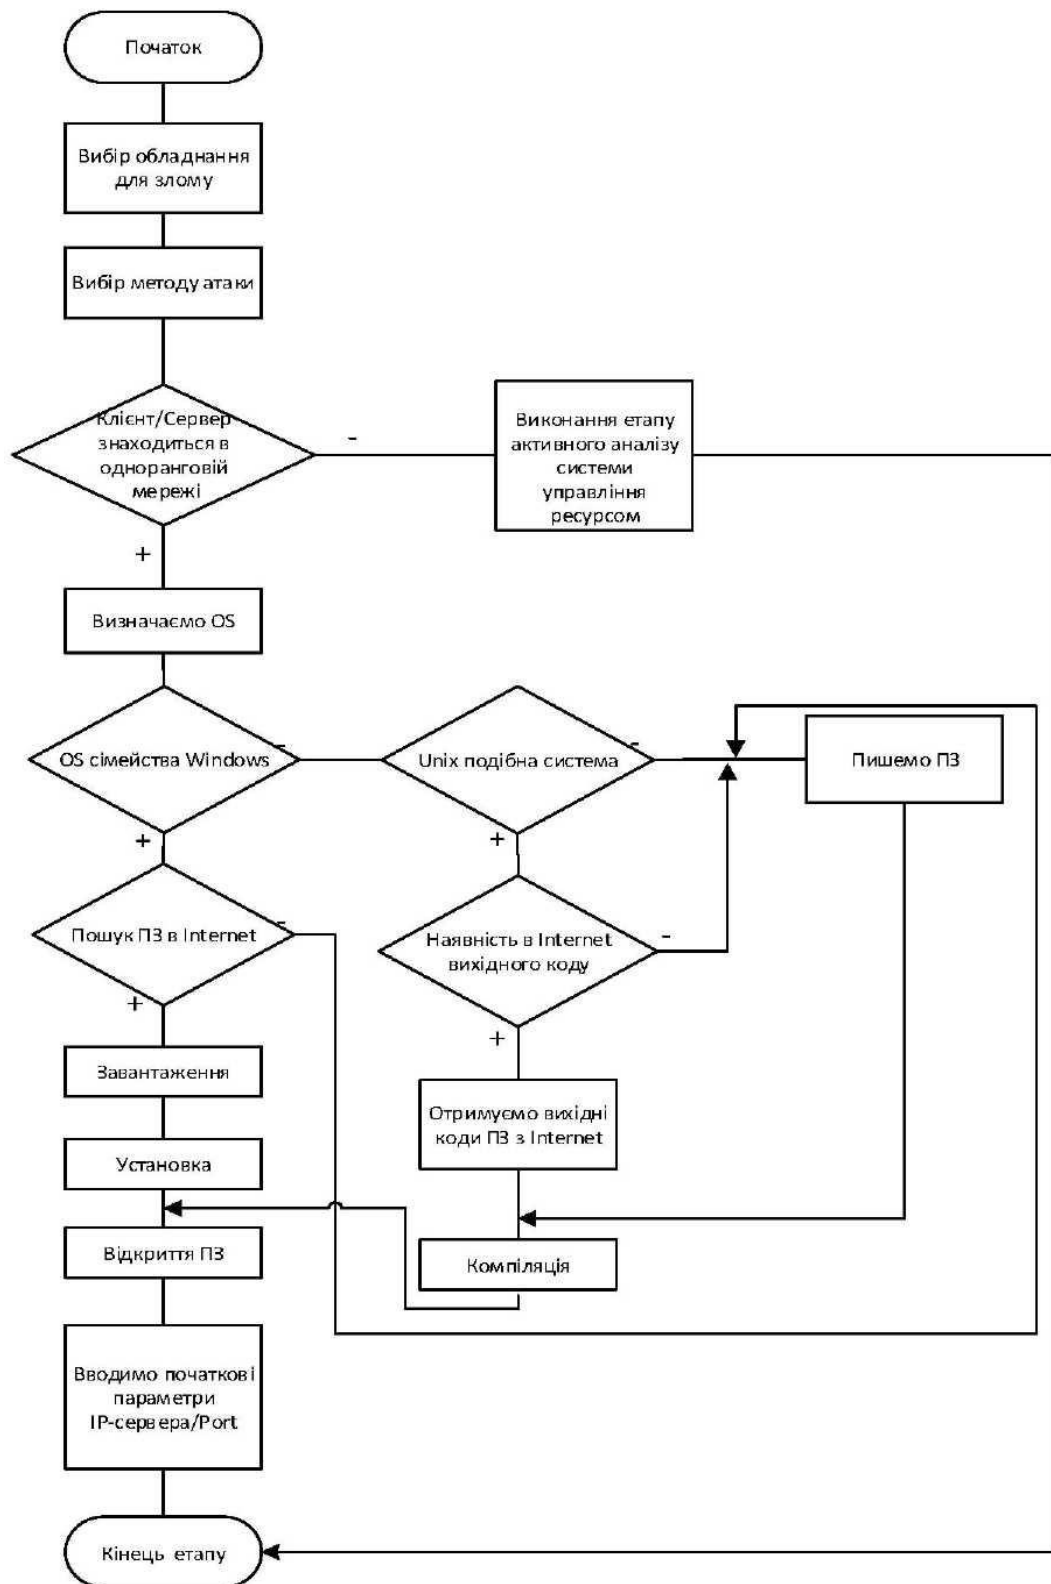 Початок
Вибір обладнання
для злому
Вибір методу атаки
Клієнт/Сервер
знаходиться в
одноранговій
мережі
-
Виконання етапу
активного аналізу
системи
управління
ресурсом
+
Визначаємо OS
OS сімейства Windows
-
Unix подібна система
-
Пишемо ПЗ
+
+
Пошук ПЗ в Internet
-
Наявність в Internet
вихідного коду
-
+
+
Завантаження
Отримуємо вихідні
коди ПЗ з Internet
Установка
Відкриття ПЗ
Компіляція
Вводимо початкові
параметри
IP-сервера/Port
Кінець етапу